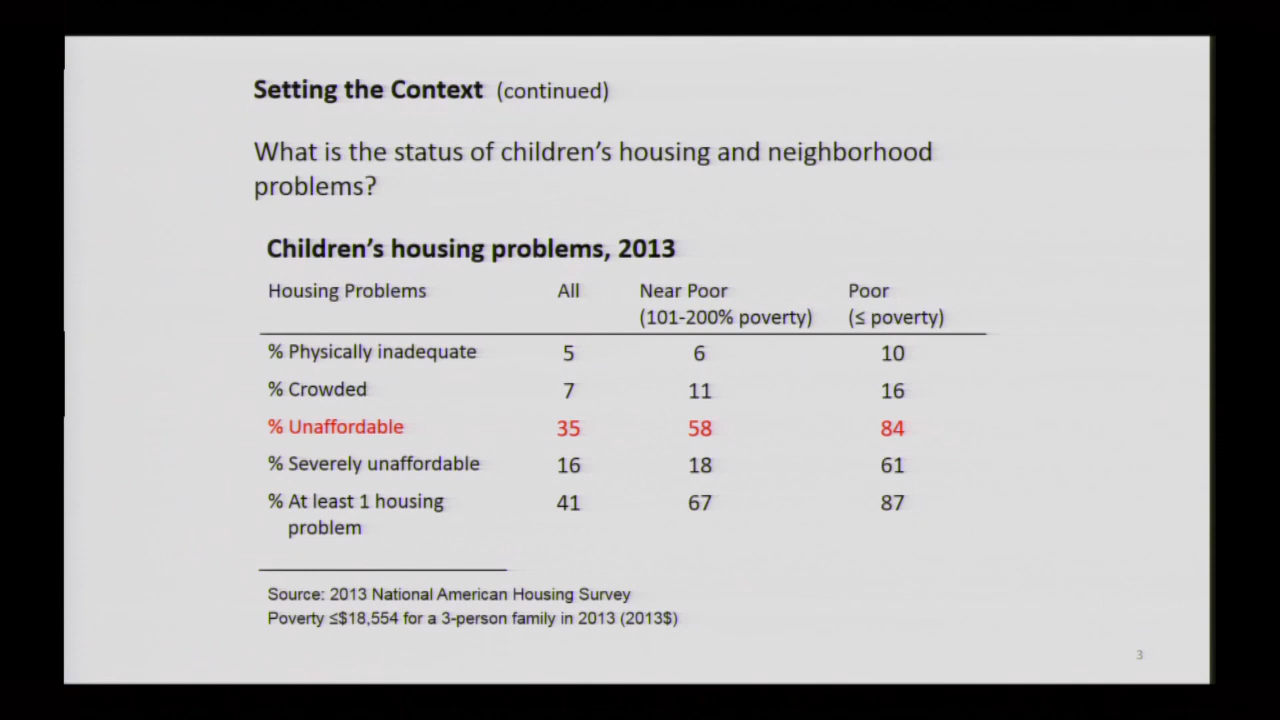 Setting the Context (continued)
What is the status of children's housing and neighborhood
problems?
Children's housing problems, 2013
Housing Problems All Near Poor Poor
(101-200% poverty) (≤ poverty)
% Physically inadequate 5 6 10
% Crowded 7 11 16
% Unaffordable 35 58 84
% Severely unaffordable 16 18 61
% At least 1 housing 41 67 87
problem
Source: 2013 National American Housing Survey
Poverty ≤$18,554 for a 3-person family in 2013 (2013$)
3